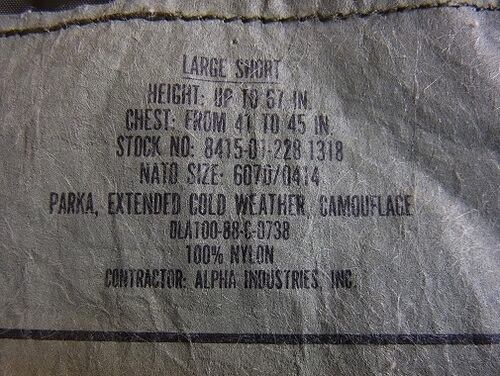 LARGE SHORT
HEIGHT: UP TO 67 IN.
CHEST: FROM 41 TO 45 IN.
STOCK NO: 8415-01-228 1318
NATO SIZE: 6070/0414
PARKA, EXTENDED COLD WEATHER, CAMOUFLAGE
DLA100-88-C-0738
100% NYLON
CONTRACTOR: ALPHA INDUSTRIES, INC.